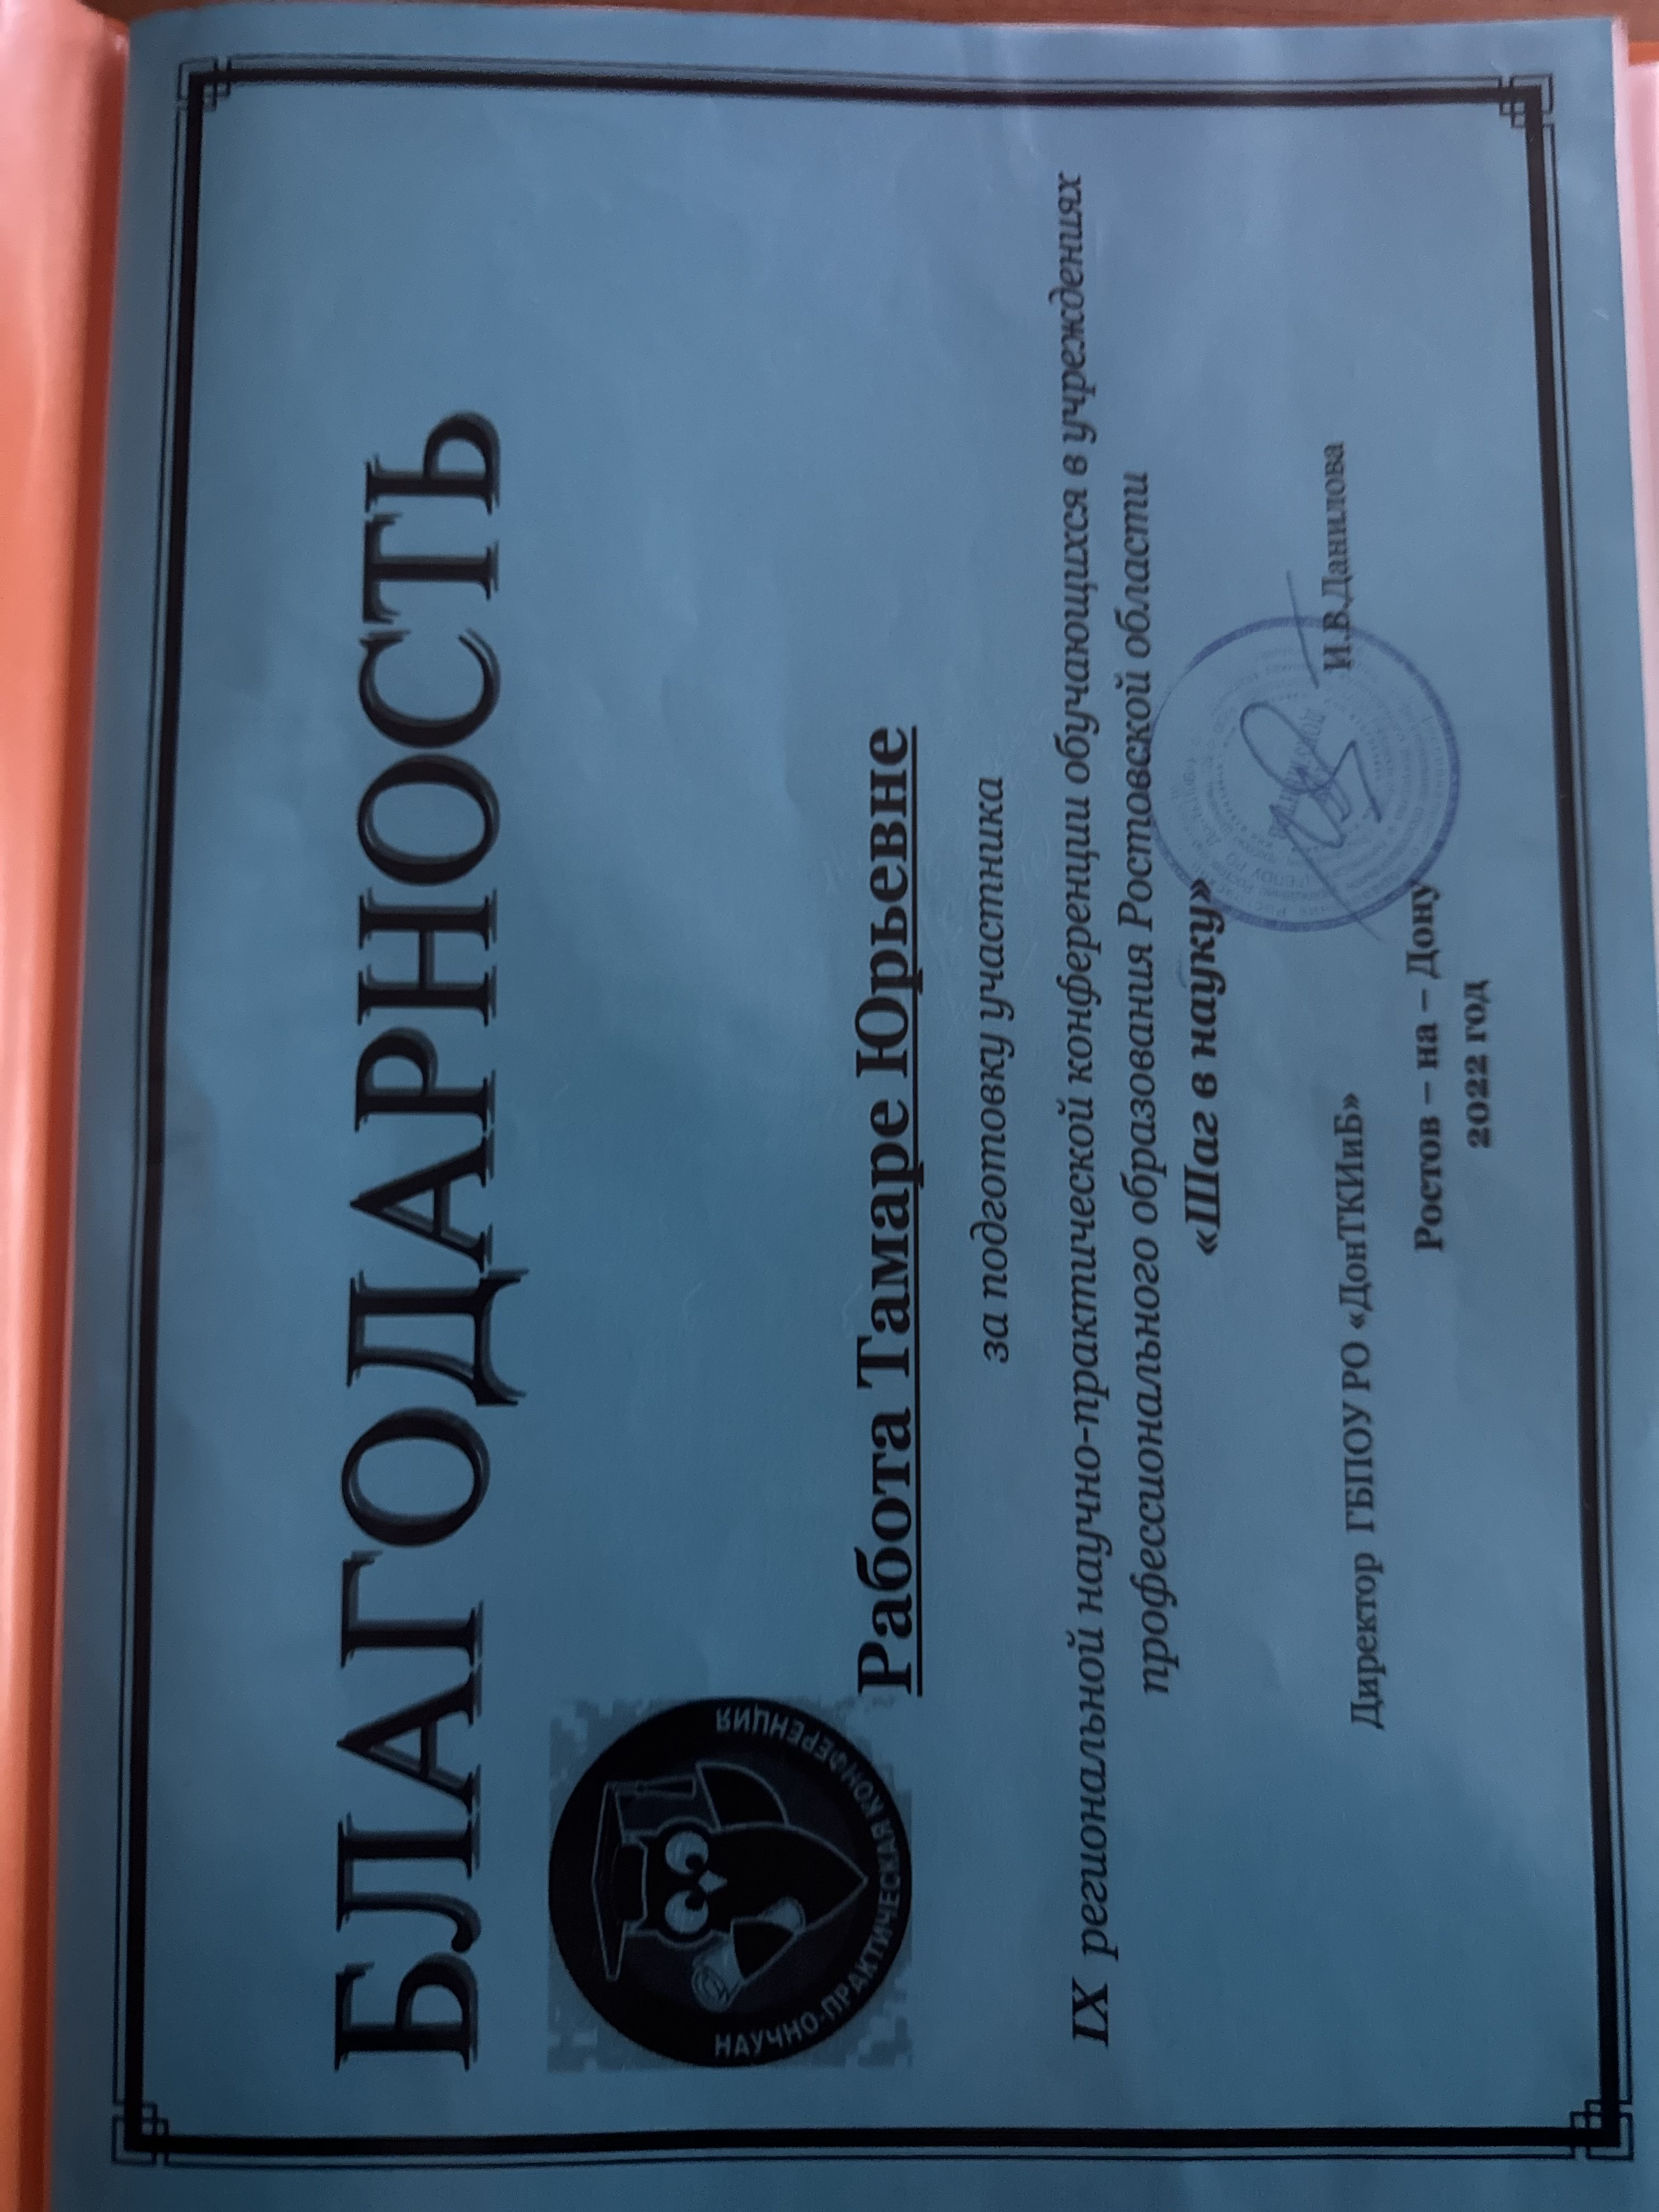 БЛАГОДАРНОСТЬ
НАУЧНО-ПРАКТИЧЕСКАЯ КОНФЕРЕНЦИЯ
Работа Тамаре Юрьевне
за подготовку участника
IX региональной научно-практической конференции обучающихся в учреждениях
профессионального образования Ростовской области
«Шаг в науку»
Директор ГБПОУ РО «ДонТКИиБ» И.В.Данилова
Ростов – на – Дону
2022 год